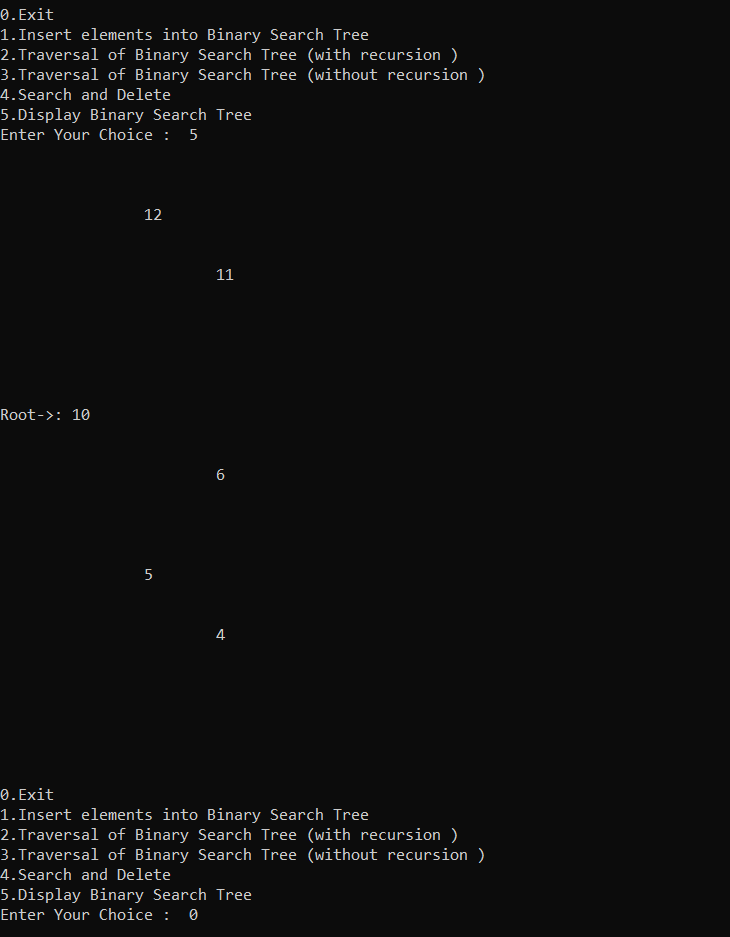 0.Exit
1.Insert elements into Binary Search Tree
2.Traversal of Binary Search Tree (with recursion )
3.Traversal of Binary Search Tree (without recursion )
4.Search and Delete
5.Display Binary Search Tree
Enter Your Choice :  5
12
11
Root->: 10
6
5
4
0.Exit
1.Insert elements into Binary Search Tree
2.Traversal of Binary Search Tree (with recursion )
3.Traversal of Binary Search Tree (without recursion )
4.Search and Delete
5.Display Binary Search Tree
Enter Your Choice :  0